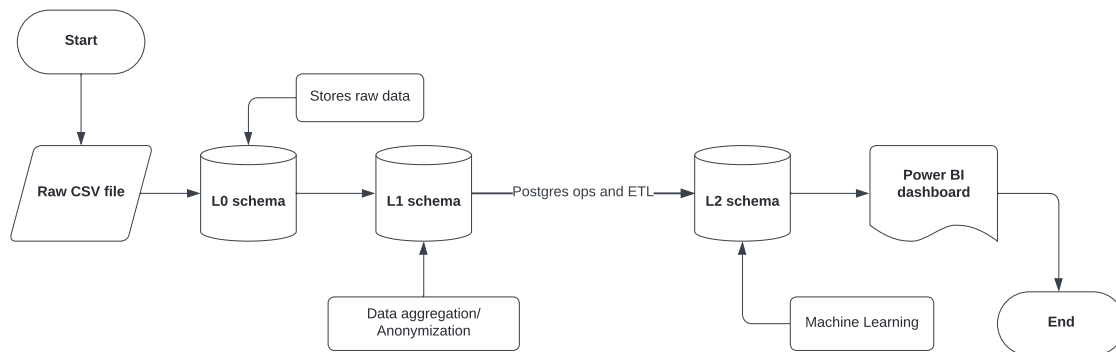 Start
Stores raw data
Raw CSV file
L0 schema
L1 schema
Postgres ops and ETL
L2 schema
Power BI
dashboard
Data aggregation/
Anonymization
Machine Learning
End